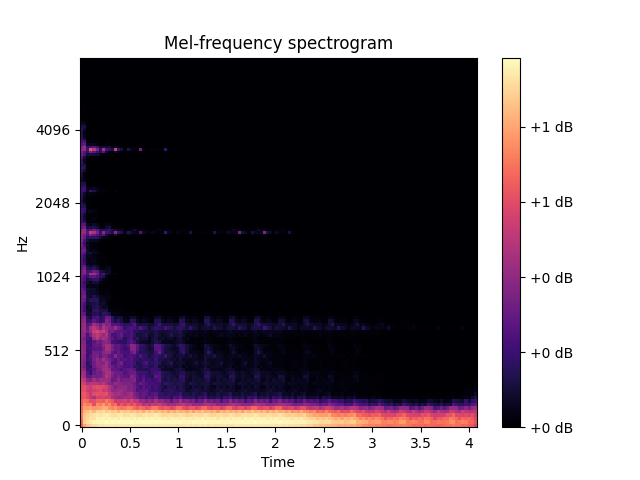 Mel-frequency spectrogram
Hz
4096
2048
1024
512
0
0 0.5 1 1.5 2 2.5 3 3.5 4
Time
+1 dB
+1 dB
+0 dB
+0 dB
+0 dB